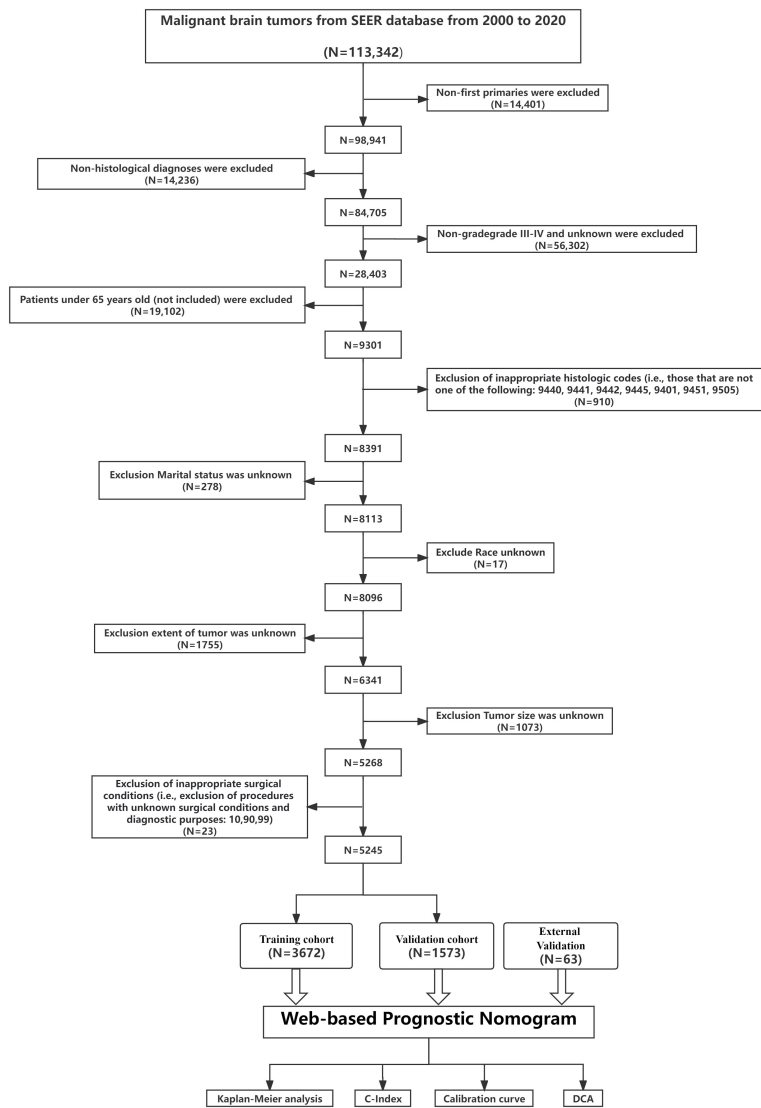 Malignant brain tumors from SEER database from 2000 to 2020
(N=113,342)
Non-first primaries were excluded
(N=14,401)
N=98,941
Non-histological diagnoses were excluded
(N=14,236)
N=84,705
Non-gradegrade III-IV and unknown were excluded
(N=56,302)
N=28,403
Patients under 65 years old (not included) were excluded
(N=19,102)
N=9301
Exclusion of inappropriate histologic codes (i.e., those that are not
one of the following: 9440, 9441, 9442, 9445, 9401, 9451, 9505)
(N=910)
N=8391
Exclusion Marital status was unknown
(N=278)
N=8113
Exclude Race unknown
(N=17)
N=8096
Exclusion extent of tumor was unknown
(N=1755)
N=6341
Exclusion Tumor size was unknown
(N=1073)
N=5268
Exclusion of inappropriate surgical
conditions (i.e., exclusion of procedures
with unknown surgical conditions and
diagnostic purposes: 10,90,99)
(N=23)
N=5245
Training cohort
(N=3672)
Validation cohort
(N=1573)
External
Validation
(N=63)
Web-based Prognostic Nomogram
Kaplan-Meier analysis
C-Index
Calibration curve
DCA